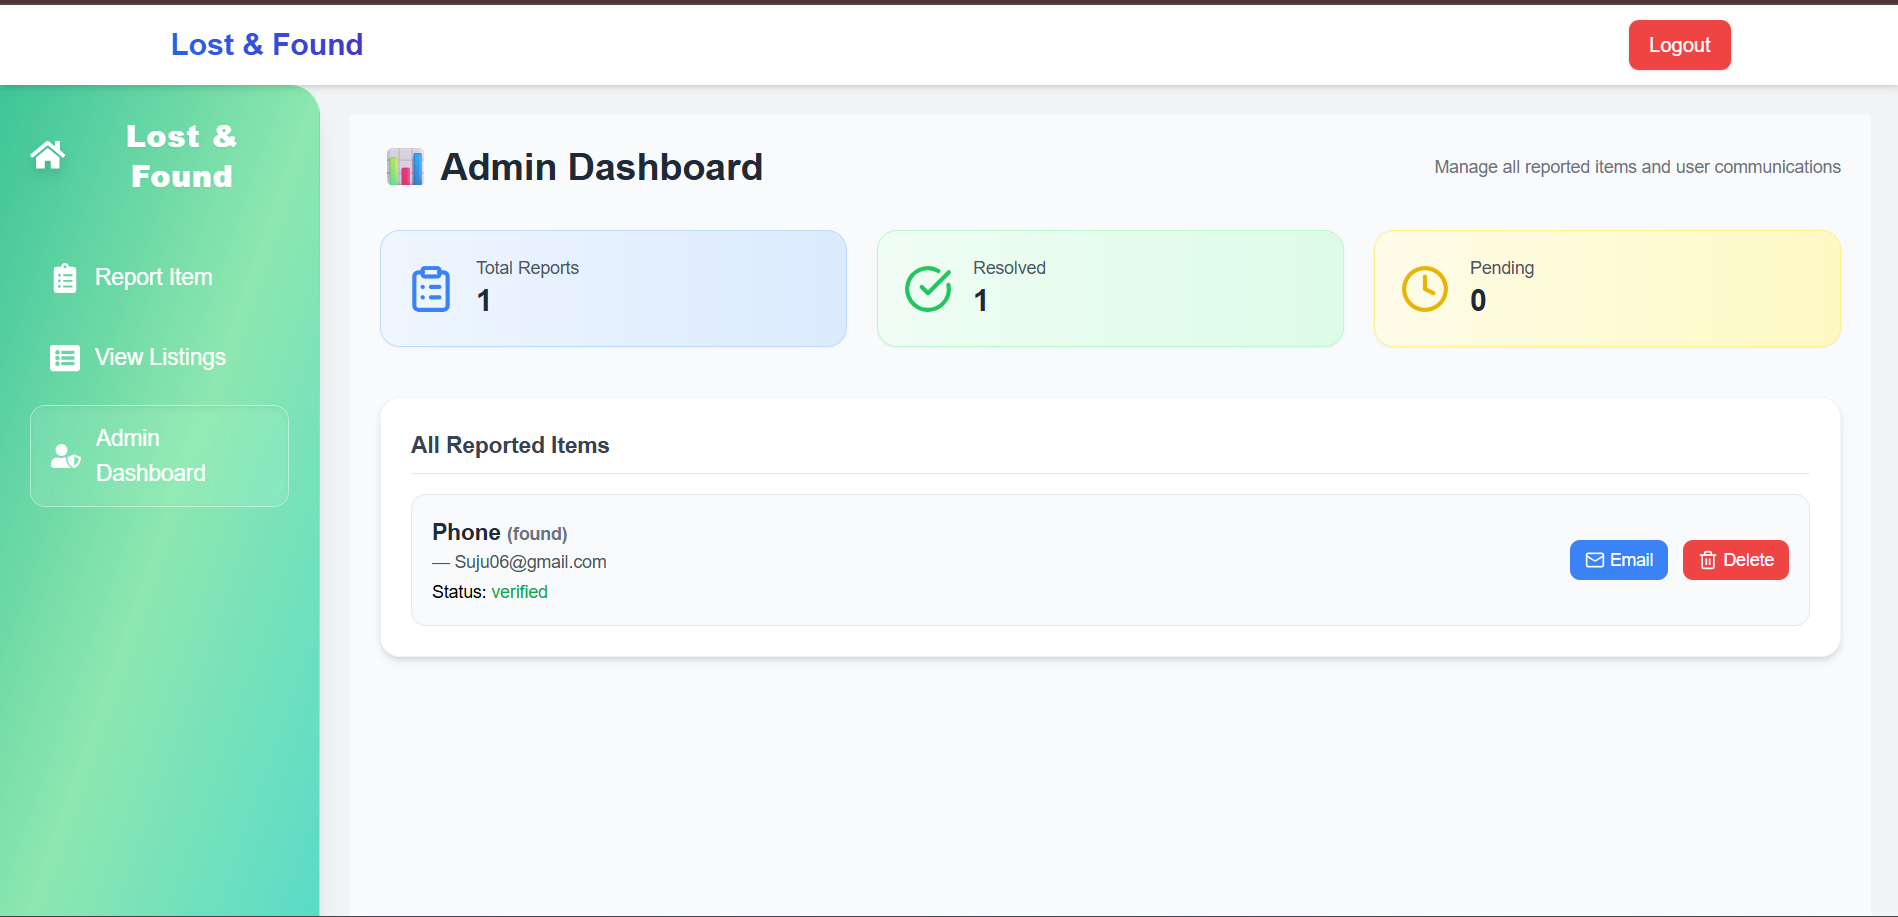 Lost & Found
Logout
Lost &
Found
Report Item
View Listings
Admin
Dashboard
Admin Dashboard
Manage all reported items and user communications
Total Reports
1
Resolved
1
Pending
0
All Reported Items
Phone (found)
— Suju06@gmail.com
Status: verified
Email
Delete